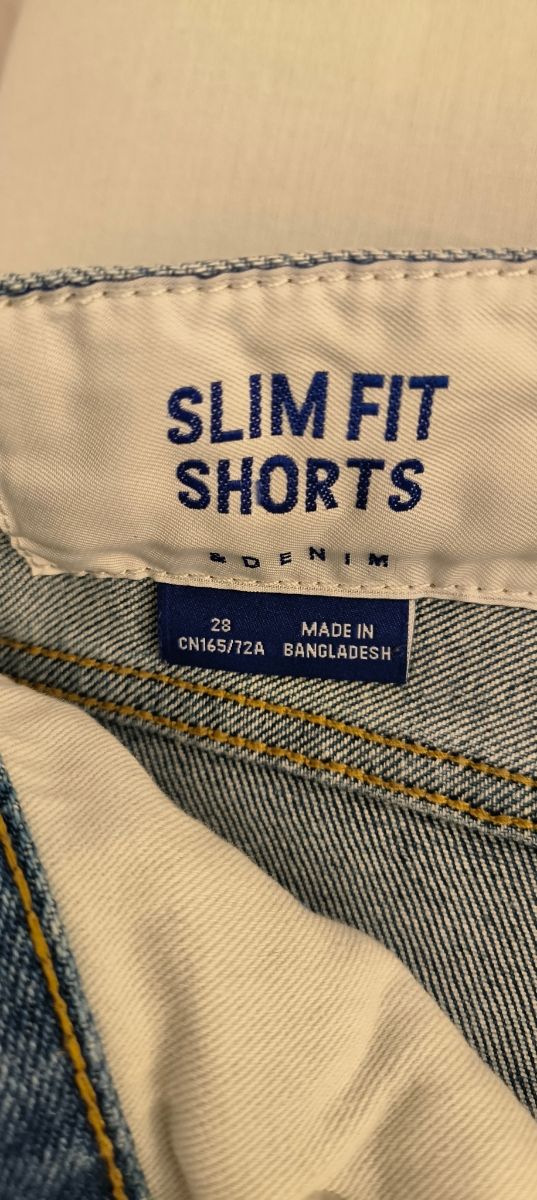 SLIM FIT
SHORTS
& DENIM
28
CN165/72A
MADE IN
BANGLADESH